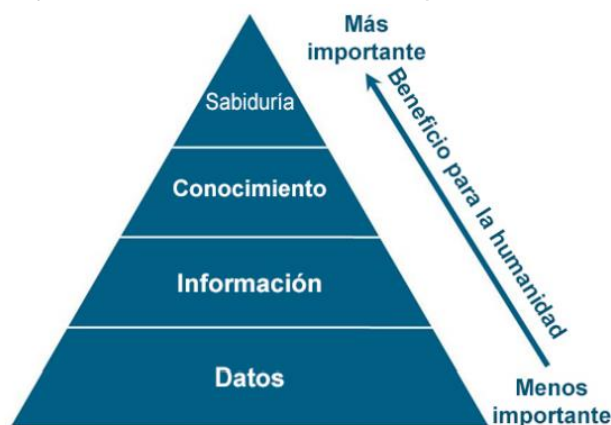 Más
importante
Sabiduría
Conocimiento
Información
Datos
Beneficio para la humanidad
Menos
importante